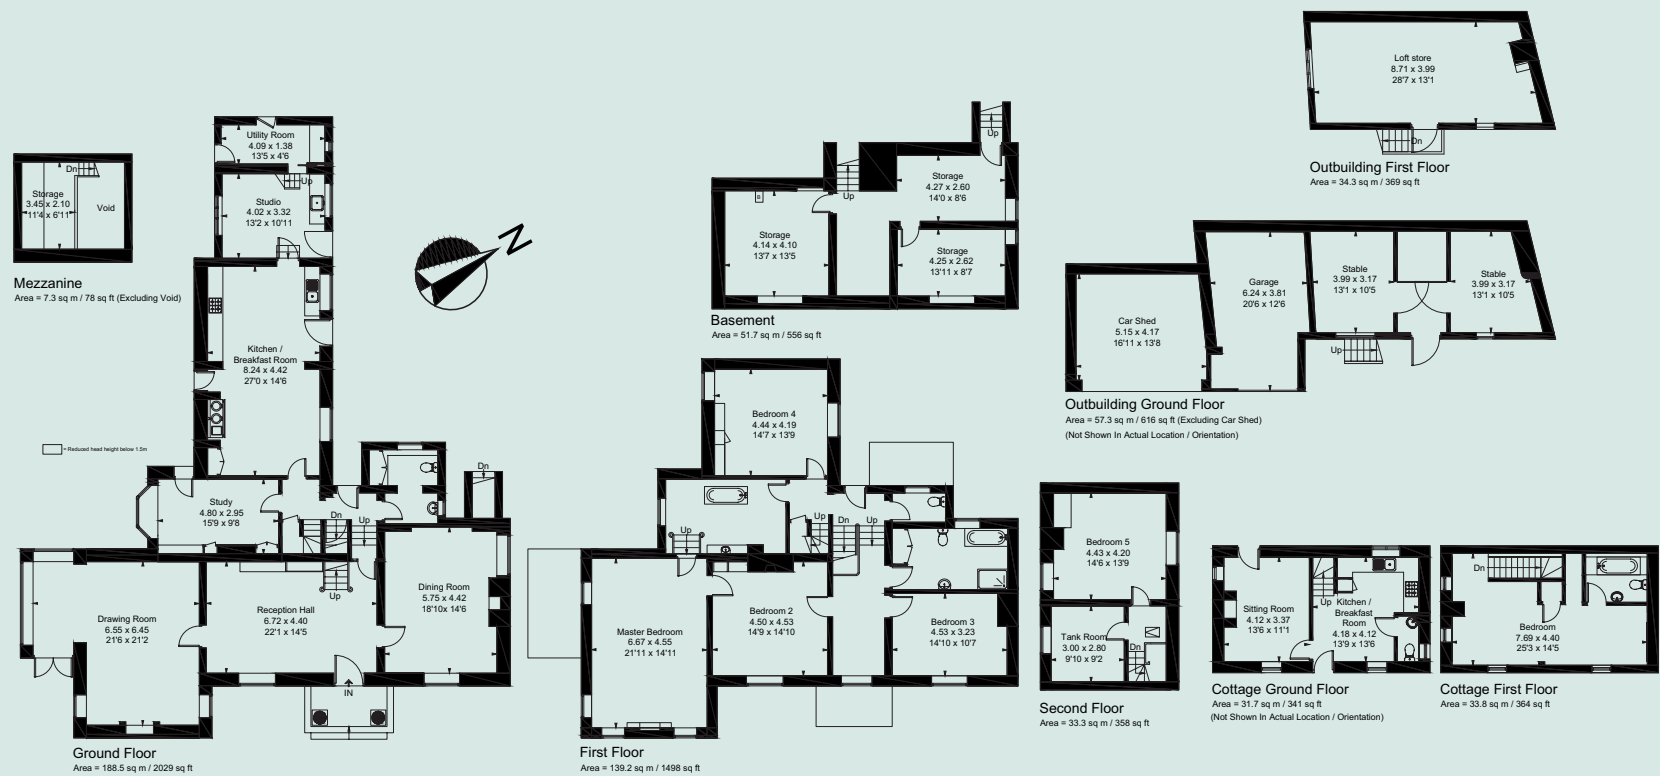 Loft store
8.71 x 3.99
28'7 x 13'1
Dn
Outbuilding First Floor
Area = 34.3 sq m / 369 sq ft
Utility Room
4.09 x 1.38
13'5 x 4'6
Up
Studio
4.02 x 3.32
13'2 x 10'11
Dn
Storage
3.45 x 2.10
11'4 x 6'11
Void
Mezzanine
Area = 7.3 sq m / 78 sq ft (Excluding Void)
N
Up
Up
Storage
4.27 x 2.60
14'0 x 8'6
Storage
4.14 x 4.10
13'7 x 13'5
Storage
4.25 x 2.62
13'11 x 8'7
B
Basement
Area = 51.7 sq m / 556 sq ft
Car Shed
5.15 x 4.17
16'11 x 13'8
Garage
6.24 x 3.81
20'6 x 12'6
Stable
3.99 x 3.17
13'1 x 10'5
Stable
3.99 x 3.17
13'1 x 10'5
Up
Outbuilding Ground Floor
Area = 57.3 sq m / 616 sq ft (Excluding Car Shed)
(Not Shown In Actual Location / Orientation)
Kitchen /
Breakfast Room
8.24 x 4.42
27'0 x 14'6
= Reduced head height below 1.5m
Study
4.80 x 2.95
15'9 x 9'8
Dn
Up
Dn
Up
Drawing Room
6.55 x 6.45
21'6 x 21'2
Reception Hall
6.72 x 4.40
22'1 x 14'5
Dining Room
5.75 x 4.42
18'10x 14'6
IN
Ground Floor
Area = 188.5 sq m / 2029 sq ft
Bedroom 4
4.44 x 4.19
14'7 x 13'9
Up
Up
Dn
Up
Master Bedroom
6.67 x 4.55
21'11 x 14'11
Bedroom 2
4.50 x 4.53
14'9 x 14'10
Bedroom 3
4.53 x 3.23
14'10 x 10'7
First Floor
Area = 139.2 sq m / 1498 sq ft
Bedroom 5
4.43 x 4.20
14'6 x 13'9
Tank Room
3.00 x 2.80
9'10 x 9'2
Dn
Second Floor
Area = 33.3 sq m / 358 sq ft
Sitting Room
4.12 x 3.37
13'6 x 11'1
Up
Kitchen /
Breakfast
Room
4.18 x 4.12
13'9 x 13'6
Cottage Ground Floor
Area = 31.7 sq m / 341 sq ft
(Not Shown In Actual Location / Orientation)
Dn
Bedroom
7.69 x 4.40
25'3 x 14'5
Cottage First Floor
Area = 33.8 sq m / 364 sq ft